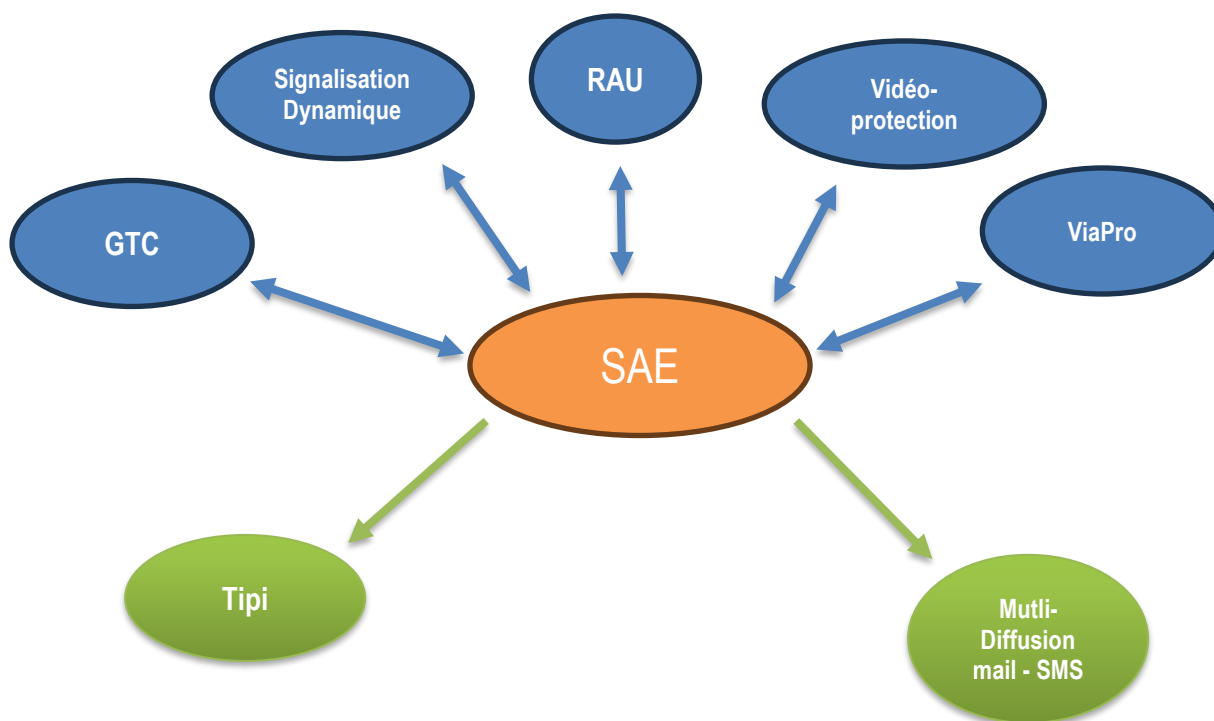 Signalisation
Dynamique
RAU
Vidéo-
protection
GTC
ViaPro
SAE
Tipi
Mutli-
Diffusion
mail - SMS